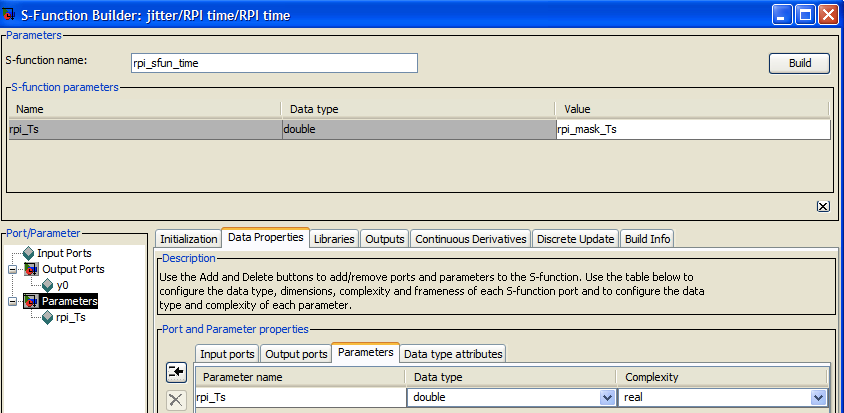 S-Function Builder: jitter/RPI time/RPI time
Parameters
S-function name: rpi_sfun_time Build
S-function parameters
Name Data type Value
rpi_Ts double rpi_mask_Ts
Port/Parameter
Input Ports
Output Ports
y0
Parameters
rpi_Ts
Initialization Data Properties Libraries Outputs Continuous Derivatives Discrete Update Build Info
Description
Use the Add and Delete buttons to add/remove ports and parameters to the S-function. Use the table below to
configure the data type, dimensions, complexity and frameness of each S-function port and to configure the data
type and complexity of each parameter.
Port and Parameter properties
Input ports Output ports Parameters Data type attributes
Parameter name Data type Complexity
rpi_Ts double real